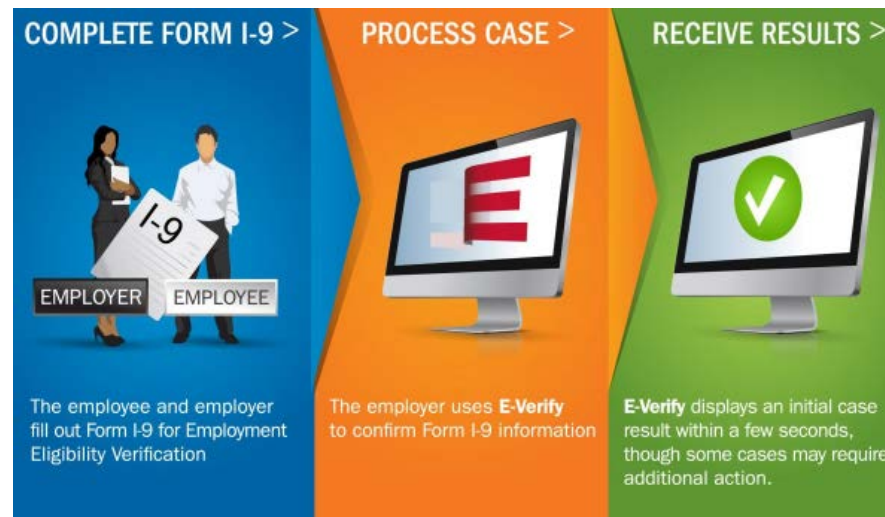 COMPLETE FORM I-9 >
I-9
EMPLOYER
EMPLOYEE
The employee and employer
fill out Form I-9 for Employment
Eligibility Verification
PROCESS CASE >
E
The employer uses E-Verify
to confirm Form I-9 information
RECEIVE RESULTS >
E-Verify displays an initial case
result within a few seconds,
though some cases may require
additional action.